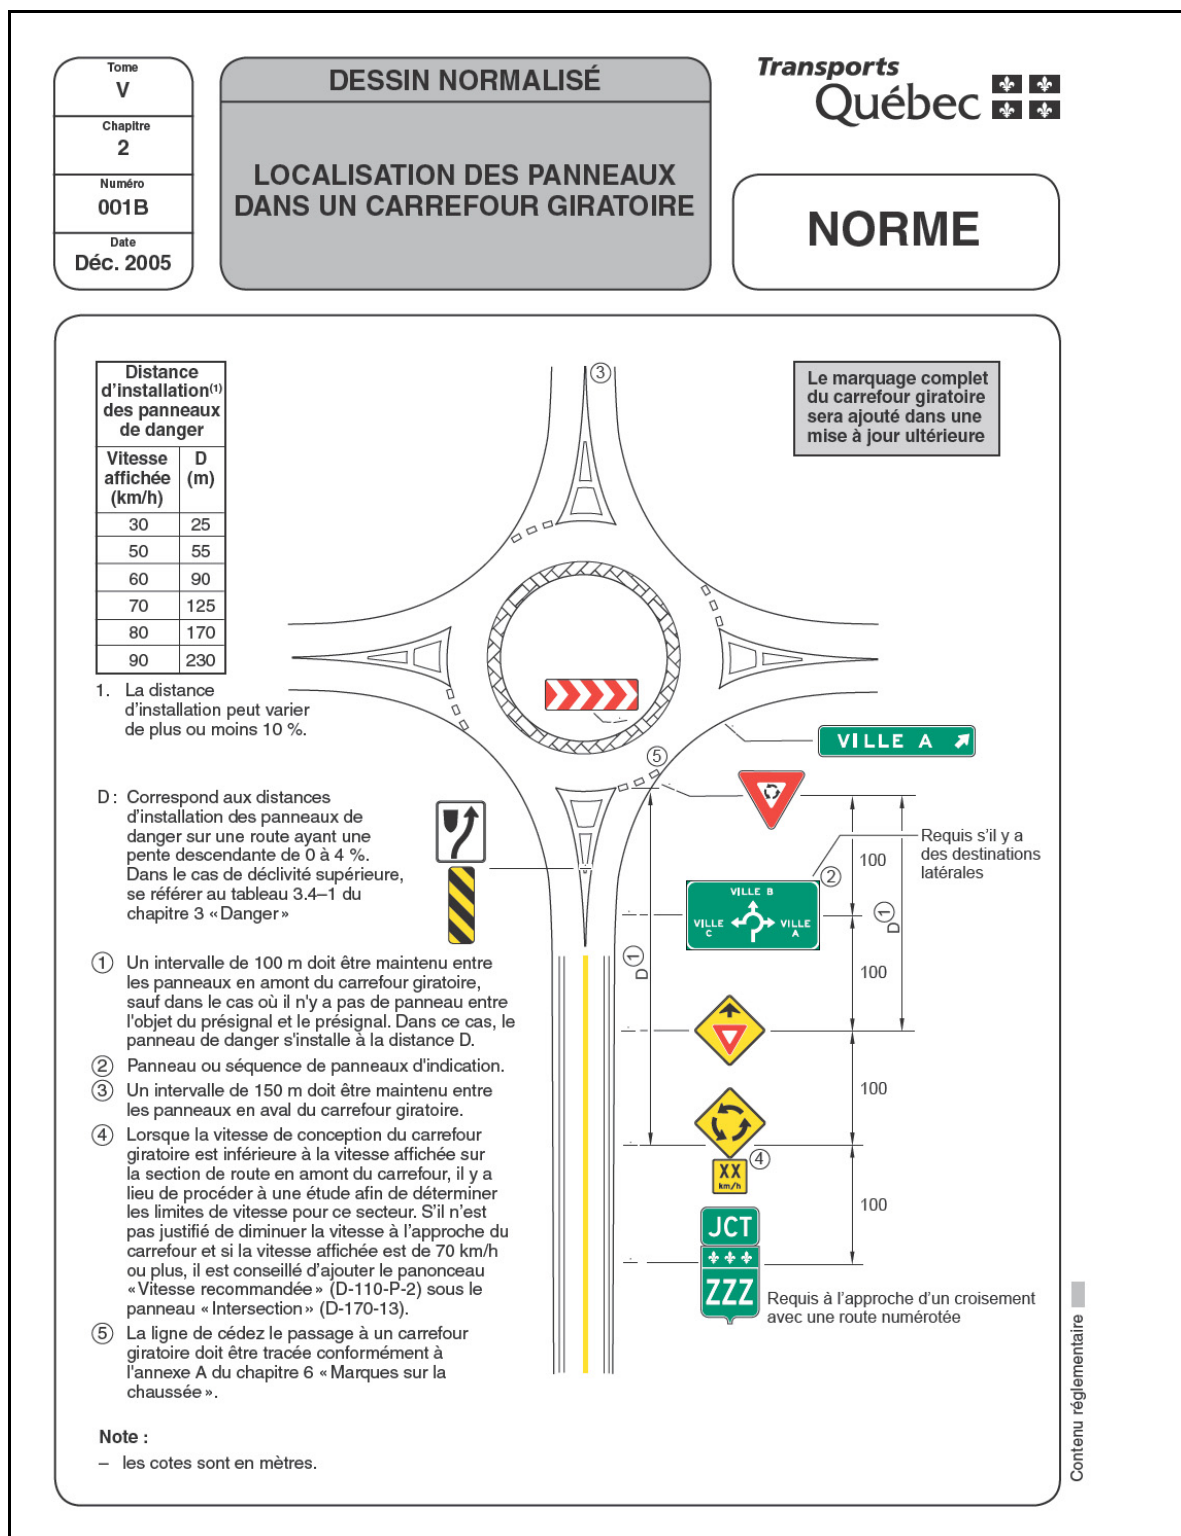 Tome
V
Chapitre
2
Numéro
001B
Date
Déc. 2005
DESSIN NORMALISÉ
LOCALISATION DES PANNEAUX
DANS UN CARREFOUR GIRATOIRE
Transports
Québec
NORME
Distance
d'installation(1)
des panneaux
de danger
Vitesse
affichée
(km/h)
D
(m)
30 25
50 55
60 90
70 125
80 170
90 230
1. La distance
d'installation peut varier
de plus ou moins 10 %.
3
Le marquage complet
du carrefour giratoire
sera ajouté dans une
mise à jour ultérieure
VILLE A
5
D : Correspond aux distances
d'installation des panneaux de
danger sur une route ayant une
pente descendante de 0 à 4 %.
Dans le cas de déclivité supérieure,
se référer au tableau 3.4–1 du
chapitre 3 «Danger»
Requis s'il y a
des destinations
latérales
100
2
VILLE B
VILLE
C
VILLE
A
D 1
D 1
100
1 Un intervalle de 100 m doit être maintenu entre
les panneaux en amont du carrefour giratoire,
sauf dans le cas où il n'y a pas de panneau entre
l'objet du présignal et le présignal. Dans ce cas, le
panneau de danger s'installe à la distance D.
2 Panneau ou séquence de panneaux d'indication.
3 Un intervalle de 150 m doit être maintenu entre
les panneaux en aval du carrefour giratoire.
4 Lorsque la vitesse de conception du carrefour
giratoire est inférieure à la vitesse affichée sur
la section de route en amont du carrefour, il y a
lieu de procéder à une étude afin de déterminer
les limites de vitesse pour ce secteur. S'il n'est
pas justifié de diminuer la vitesse à l'approche du
carrefour et si la vitesse affichée est de 70 km/h
ou plus, il est conseillé d'ajouter le panonceau
«Vitesse recommandée» (D-110-P-2) sous le
panneau «Intersection» (D-170-13).
5 La ligne de cédez le passage à un carrefour
giratoire doit être tracée conformément à
l'annexe A du chapitre 6 «Marques sur la
chaussée».
100
4
XX
km/h
100
JCT
ZZZ
Requis à l'approche d'un croisement
avec une route numérotée
Note :
– les cotes sont en mètres.
Contenu réglementaire